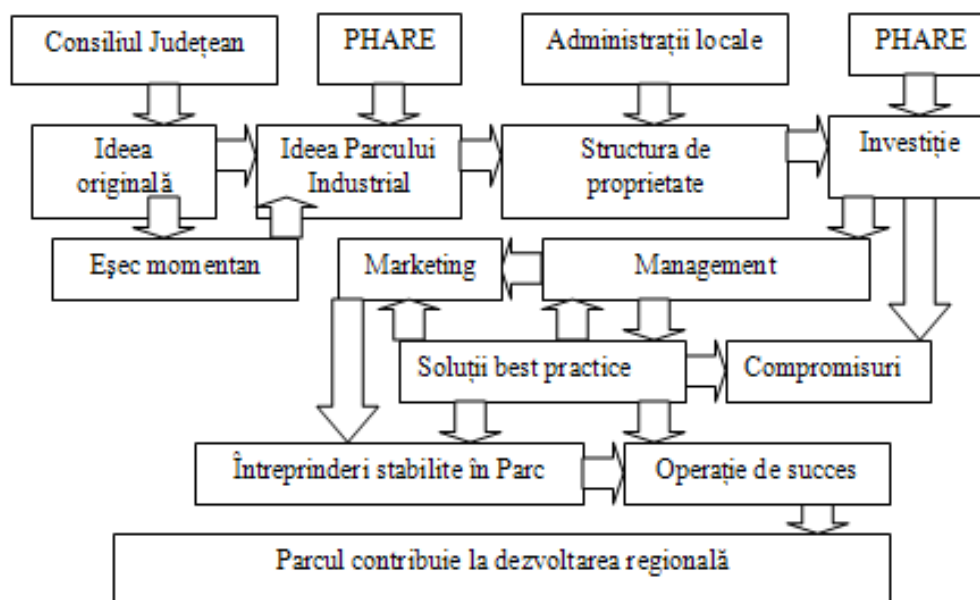 Consiliul Județean
PHARE
Administrații locale
PHARE
Ideea
originală
Ideea Parcului
Industrial
Structura de
proprietate
Investiție
Eşec momentan
Marketing
Management
Soluții best practice
Compromisuri
Întreprinderi stabilite în Parc
Operație de succes
Parcul contribuie la dezvoltarea regională